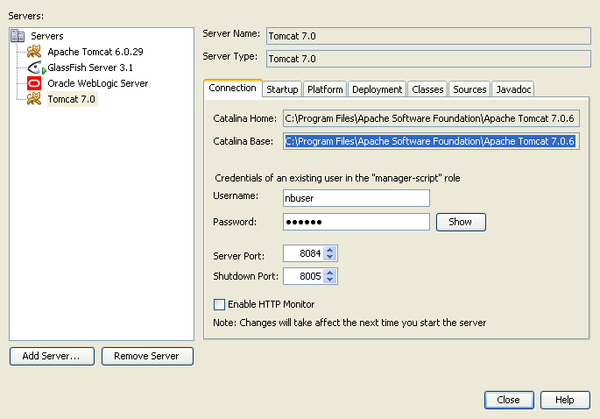 Servers:
Servers
Apache Tomcat 6.0.29
GlassFish Server 3.1
Oracle WebLogic Server
Tomcat 7.0
Add Server...
Remove Server
Server Name: Tomcat 7.0
Server Type: Tomcat 7.0
Connection Startup Platform Deployment Classes Sources Javadoc
Catalina Home: C:\Program Files\Apache Software Foundation\Apache Tomcat 7.0.6
Catalina Base: C:\Program Files\Apache Software Foundation\Apache Tomcat 7.0.6
Credentials of an existing user in the "manager-script" role
Username: nbuser
Password: ●●●●●● Show
Server Port: 8084
Shutdown Port: 8005
Enable HTTP Monitor
Note: Changes will take affect the next time you start the server
Close Help